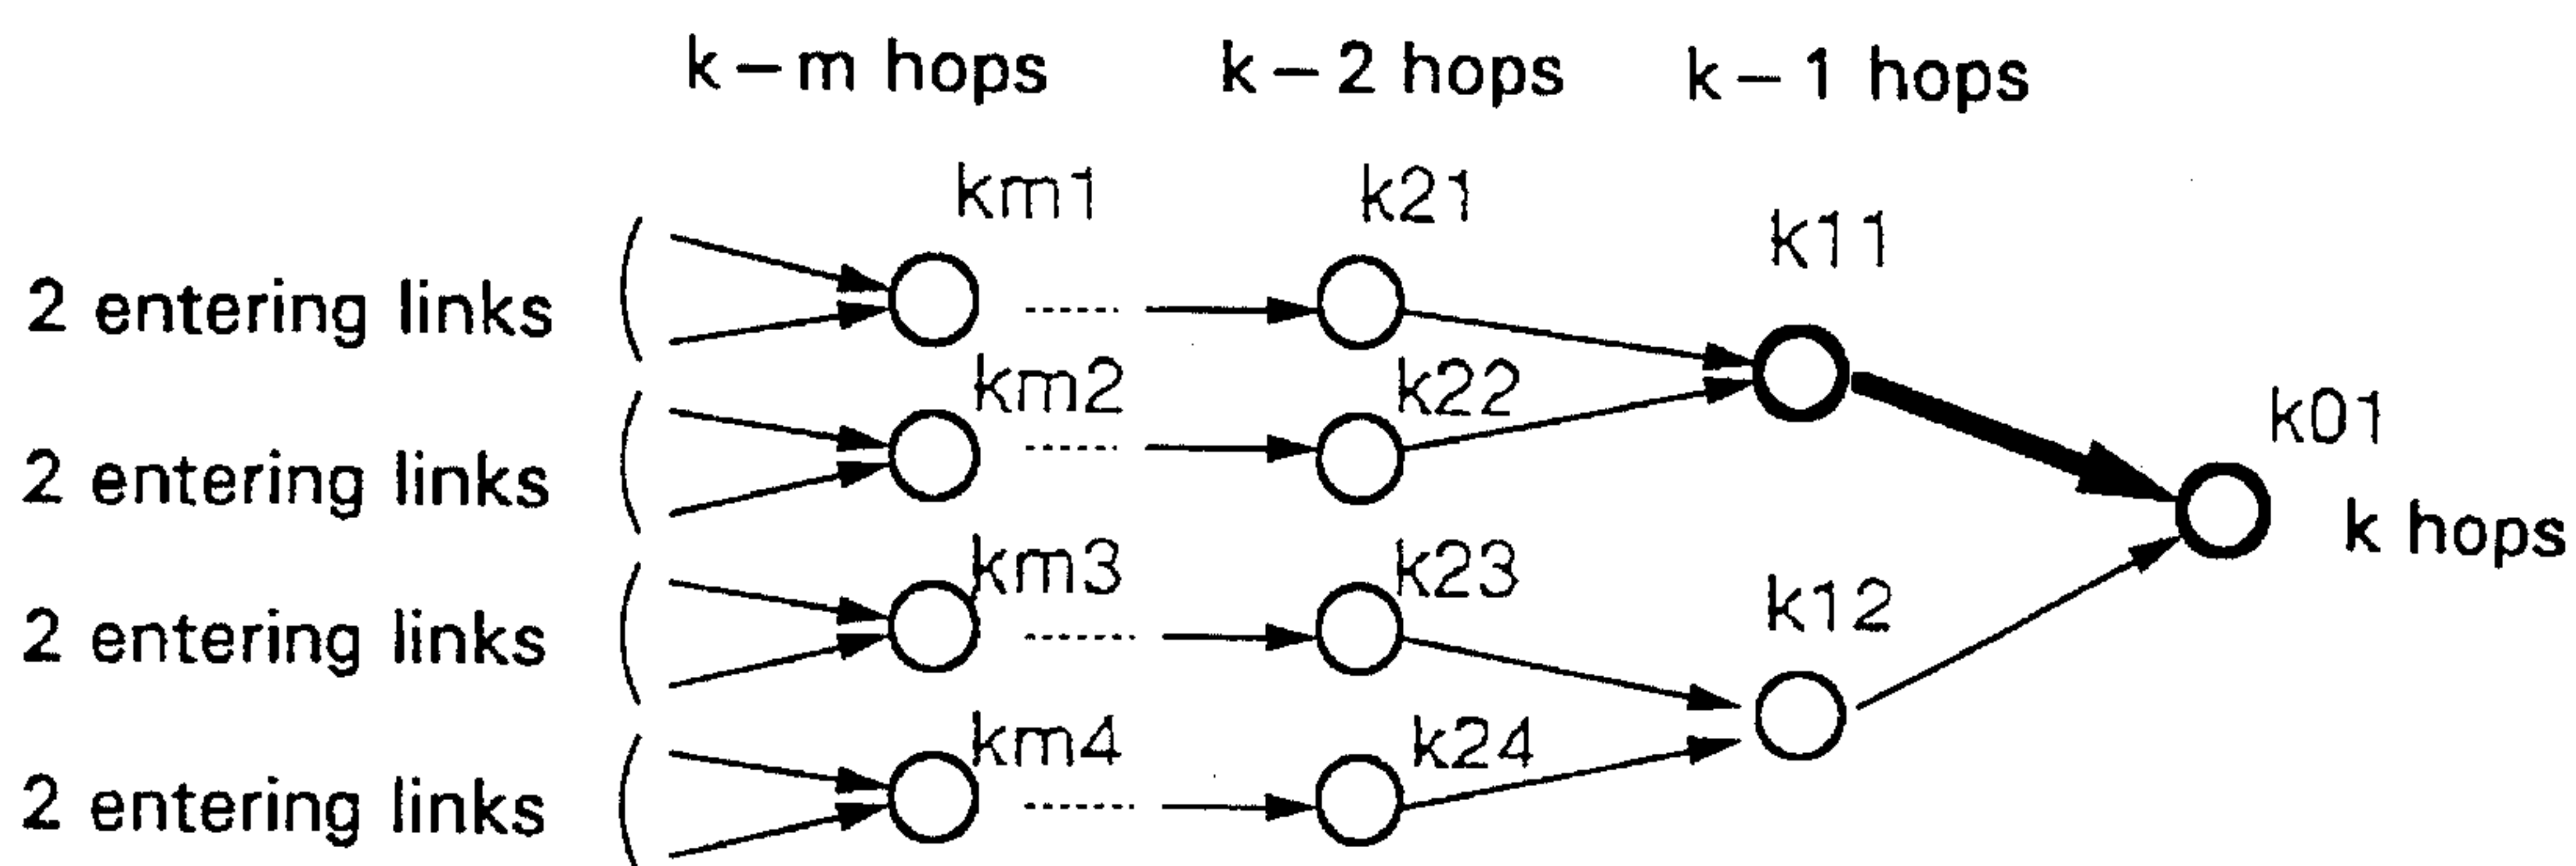 k – m hops k – 2 hops k – 1 hops
km1 k21 k11
2 entering links
km2 k22 k01
2 entering links k hops
km3 k23 k12
2 entering links
km4 k24
2 entering links